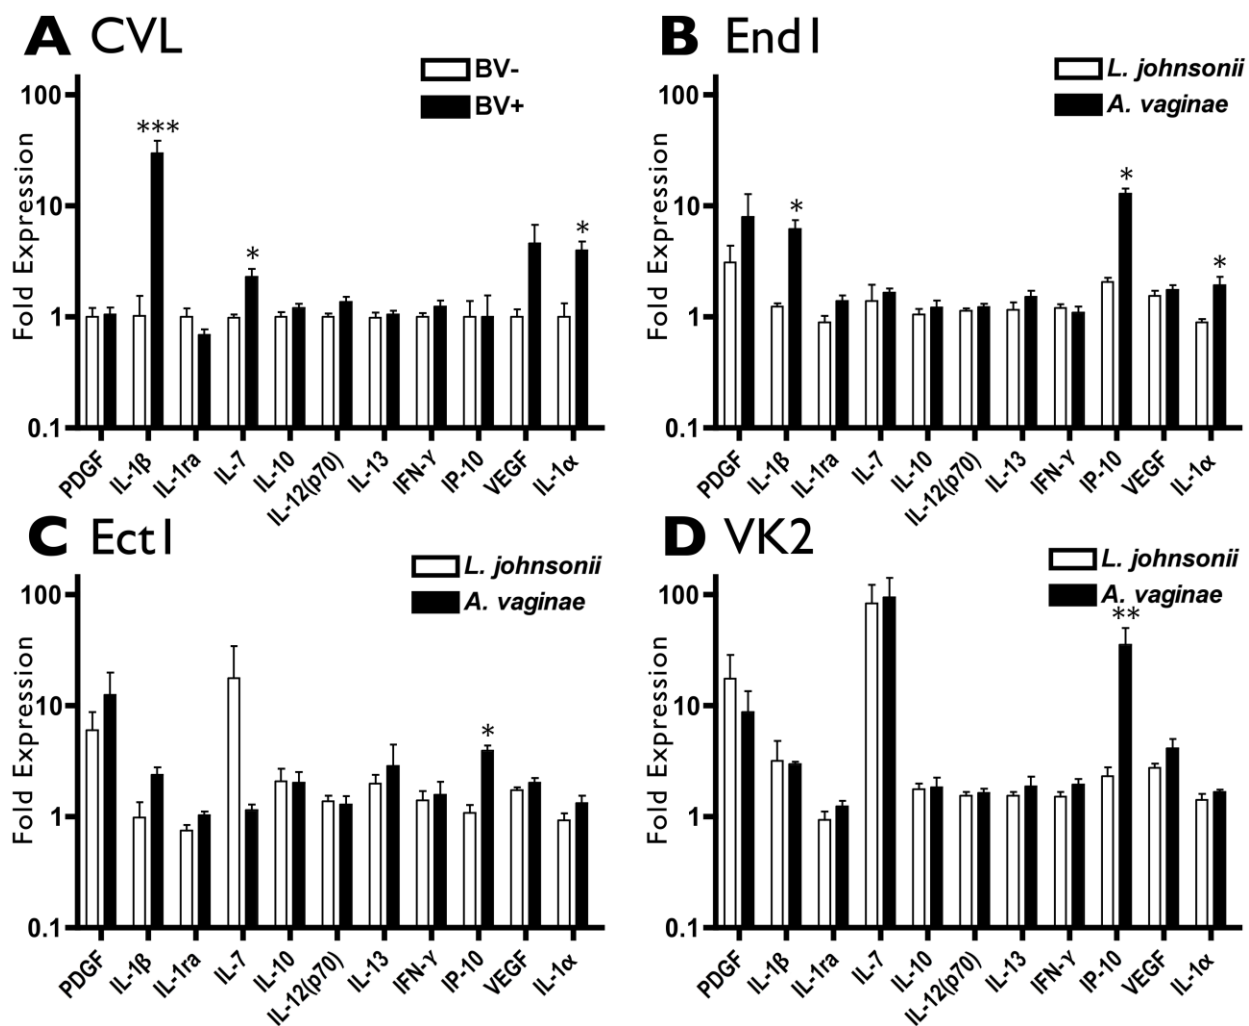 A CVL
BV-
BV+
Fold Expression
100
10
1
0.1
***
*
*
PDGF
IL-1β
IL-1ra
IL-7
IL-10
IL-12(p70)
IL-13
IFN-γ
IP-10
VEGF
IL-1α
B End1
L. johnsonii
A. vaginae
Fold Expression
100
10
1
0.1
*
*
*
PDGF
IL-1β
IL-1ra
IL-7
IL-10
IL-12(p70)
IL-13
IFN-γ
IP-10
VEGF
IL-1α
C Ect1
L. johnsonii
A. vaginae
Fold Expression
100
10
1
0.1
*
PDGF
IL-1β
IL-1ra
IL-7
IL-10
IL-12(p70)
IL-13
IFN-γ
IP-10
VEGF
IL-1α
D VK2
L. johnsonii
A. vaginae
Fold Expression
100
10
1
0.1
**
PDGF
IL-1β
IL-1ra
IL-7
IL-10
IL-12(p70)
IL-13
IFN-γ
IP-10
VEGF
IL-1α